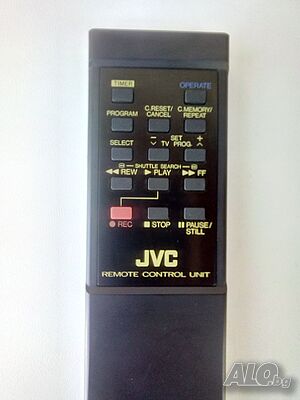 TIMER OPERATE
C.RESET/ C.MEMORY/
PROGRAM CANCEL REPEAT
SET
SELECT − TV PROG. +
SHUTTLE SEARCH
◀◀ REW ▶ PLAY ▶▶ FF
● REC ■ STOP ❚❚ PAUSE/
STILL
JVC
REMOTE CONTROL UNIT
ALO.bg